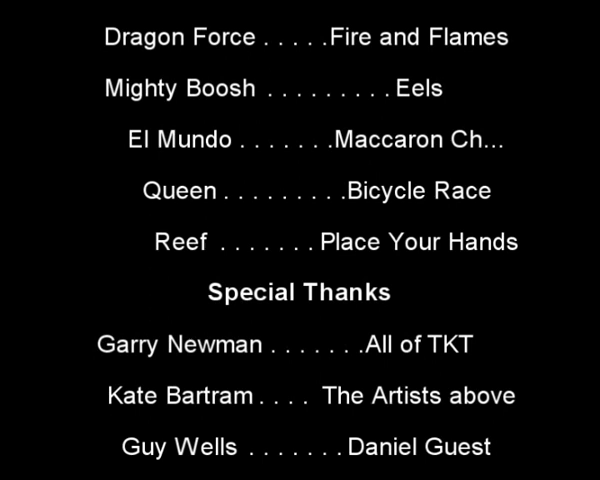 Dragon Force . . . . .Fire and Flames
Mighty Boosh . . . . . . . . . Eels
El Mundo . . . . . . .Maccaron Ch...
Queen . . . . . . . . .Bicycle Race
Reef . . . . . . . Place Your Hands
Special Thanks
Garry Newman . . . . . . .All of TKT
Kate Bartram . . . . The Artists above
Guy Wells . . . . . . . Daniel Guest